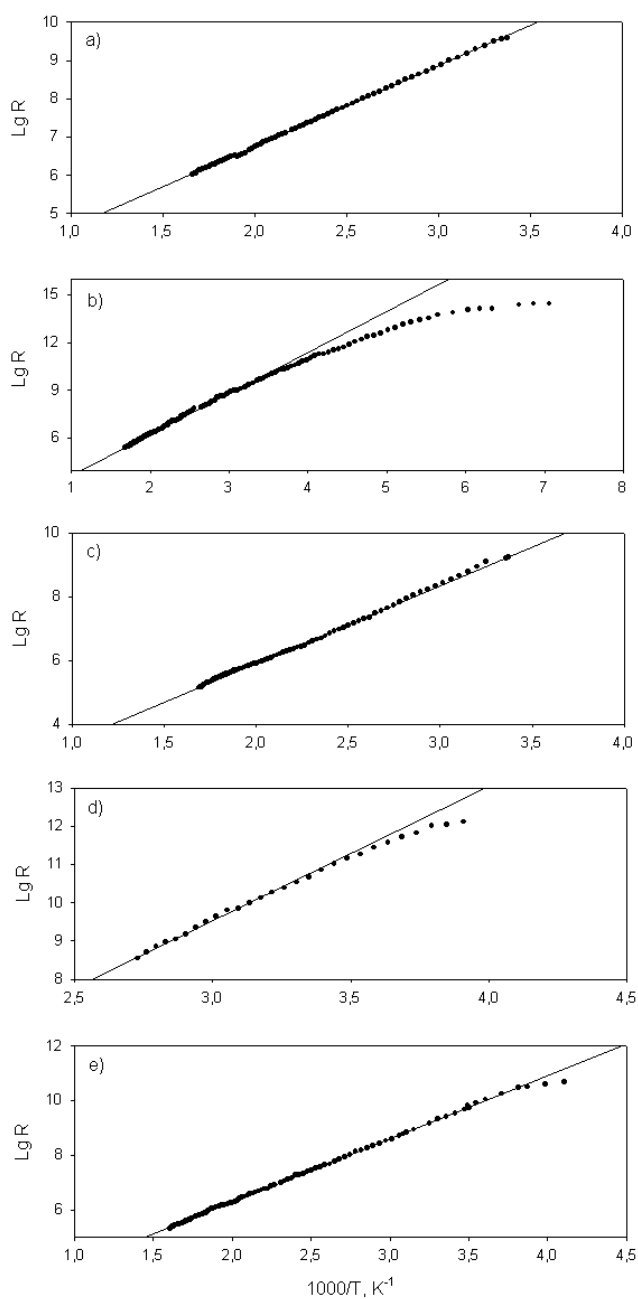 a)
10
9
8
7
6
5
Lg R
1,0 1,5 2,0 2,5 3,0 3,5 4,0
b)
15
12
9
6
Lg R
1 2 3 4 5 6 7 8
c)
10
8
6
4
Lg R
1,0 1,5 2,0 2,5 3,0 3,5 4,0
d)
13
12
11
10
9
8
Lg R
2,5 3,0 3,5 4,0 4,5
e)
12
10
8
6
Lg R
1,0 1,5 2,0 2,5 3,0 3,5 4,0 4,5
1000/T, K⁻¹